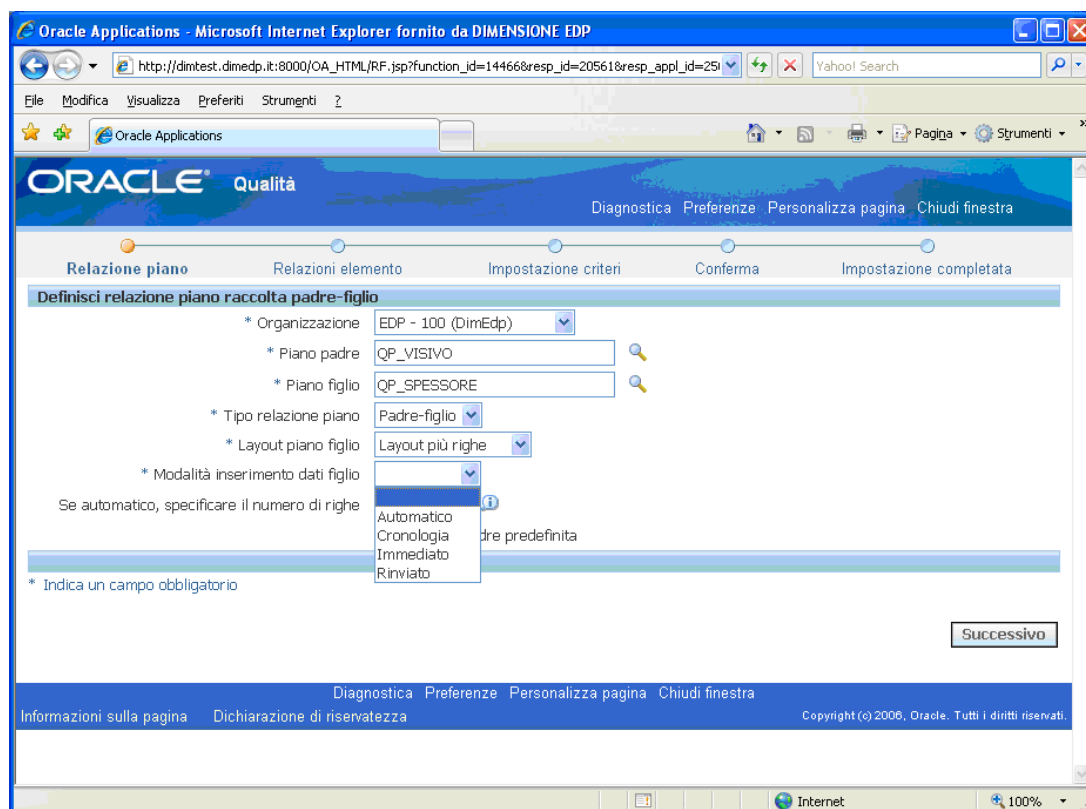 Oracle Applications - Microsoft Internet Explorer fornito da DIMENSIONE EDP
http://dimtest.dimedp.it:8000/OA_HTML/RF.jsp?function_id=14466&resp_id=20561&resp_appl_id=250
Yahoo! Search
File Modifica Visualizza Preferiti Strumenti ?
Oracle Applications
Pagina Strumenti »
ORACLE® Qualità
Diagnostica Preferenze Personalizza pagina Chiudi finestra
Relazione piano Relazioni elemento Impostazione criteri Conferma Impostazione completata
Definisci relazione piano raccolta padre-figlio
* Organizzazione EDP - 100 (DimEdp)
* Piano padre QP_VISIVO
* Piano figlio QP_SPESSORE
* Tipo relazione piano Padre-figlio
* Layout piano figlio Layout più righe
* Modalità inserimento dati figlio
Se automatico, specificare il numero di righe
Automatico
Cronologia dre predefinita
Immediato
Rinviato
* Indica un campo obbligatorio
Successivo
Diagnostica Preferenze Personalizza pagina Chiudi finestra
Informazioni sulla pagina Dichiarazione di riservatezza Copyright (c) 2006, Oracle. Tutti i diritti riservati.
Internet 100%